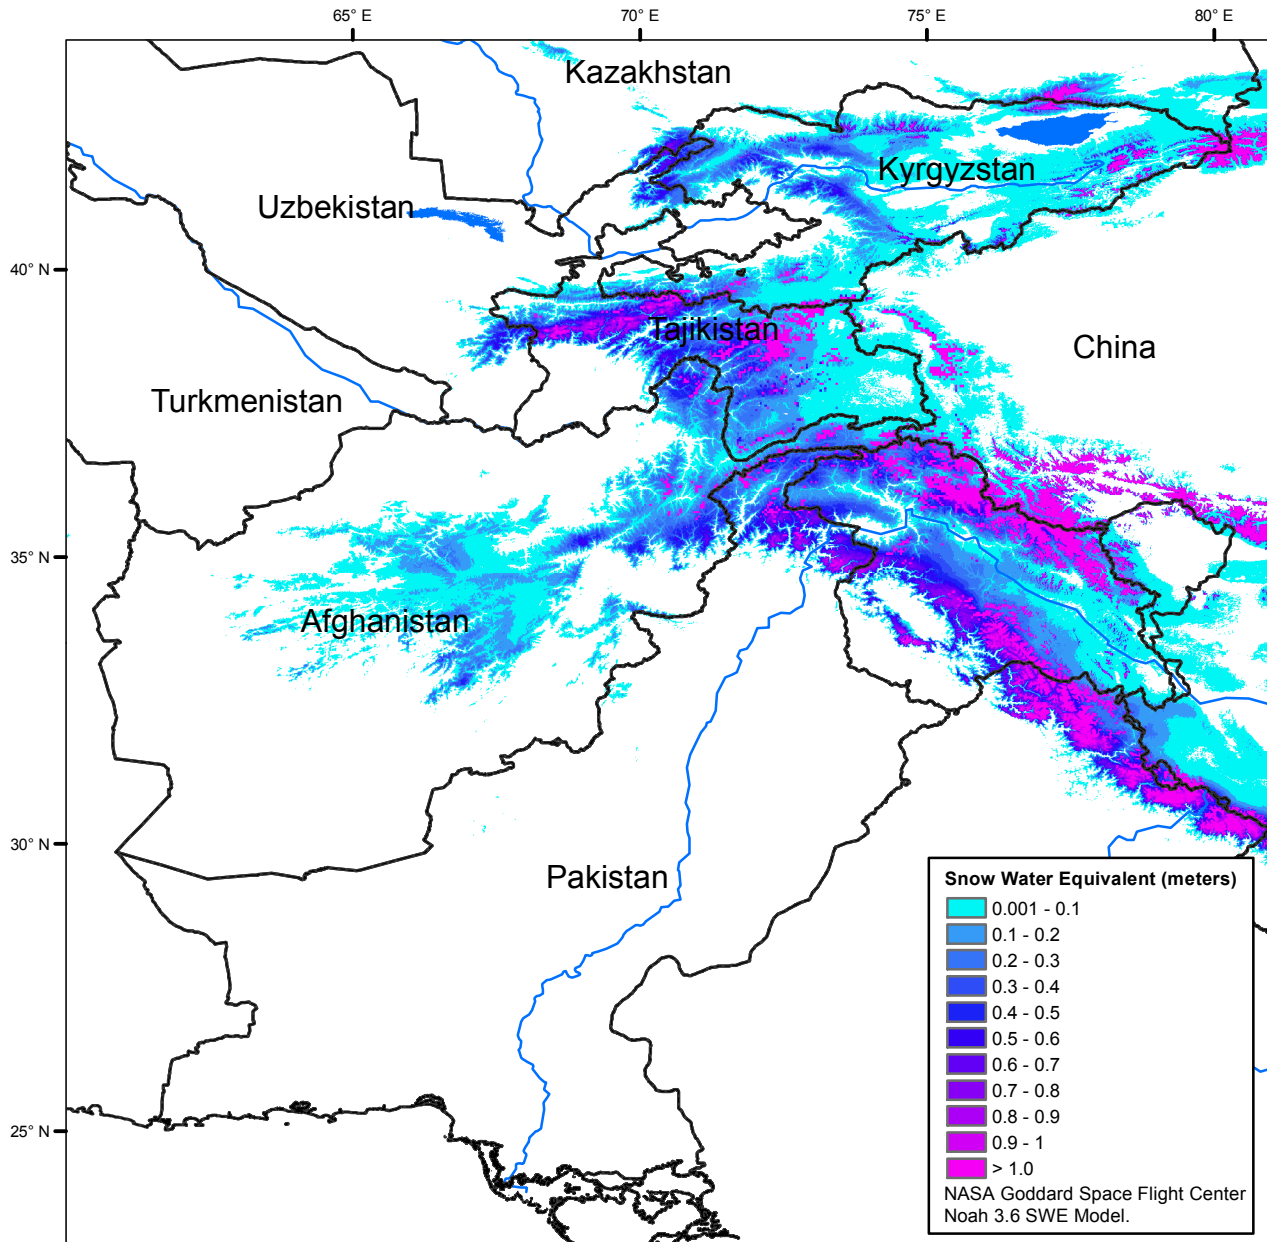 65° E
70° E
75° E
80° E
Kazakhstan
Kyrgyzstan
Uzbekistan
40° N
Tajikistan
China
Turkmenistan
35° N
Afghanistan
30° N
Pakistan
25° N
Snow Water Equivalent (meters)
0.001 - 0.1
0.1 - 0.2
0.2 - 0.3
0.3 - 0.4
0.4 - 0.5
0.5 - 0.6
0.6 - 0.7
0.7 - 0.8
0.8 - 0.9
0.9 - 1
> 1.0
NASA Goddard Space Flight Center
Noah 3.6 SWE Model.